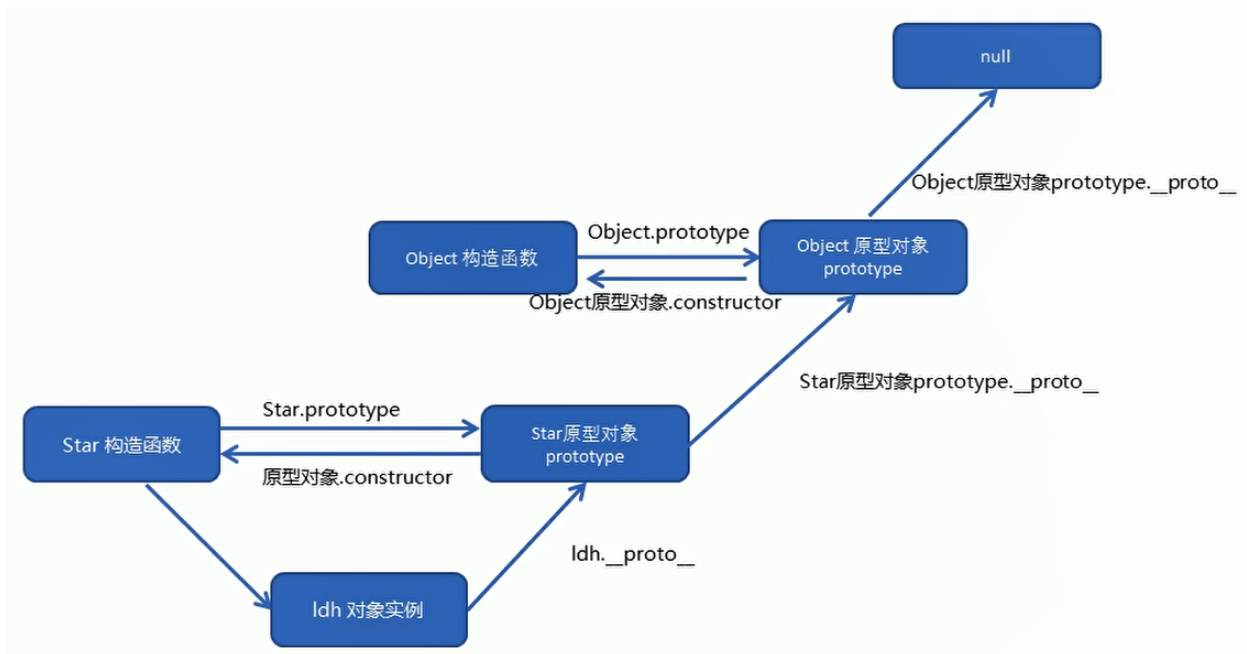 null
Object原型对象prototype.__proto__
Object.prototype
Object 构造函数
Object 原型对象
prototype
Object原型对象.constructor
Star原型对象prototype.__proto__
Star.prototype
Star 构造函数
Star原型对象
prototype
原型对象.constructor
ldh.__proto__
ldh 对象实例